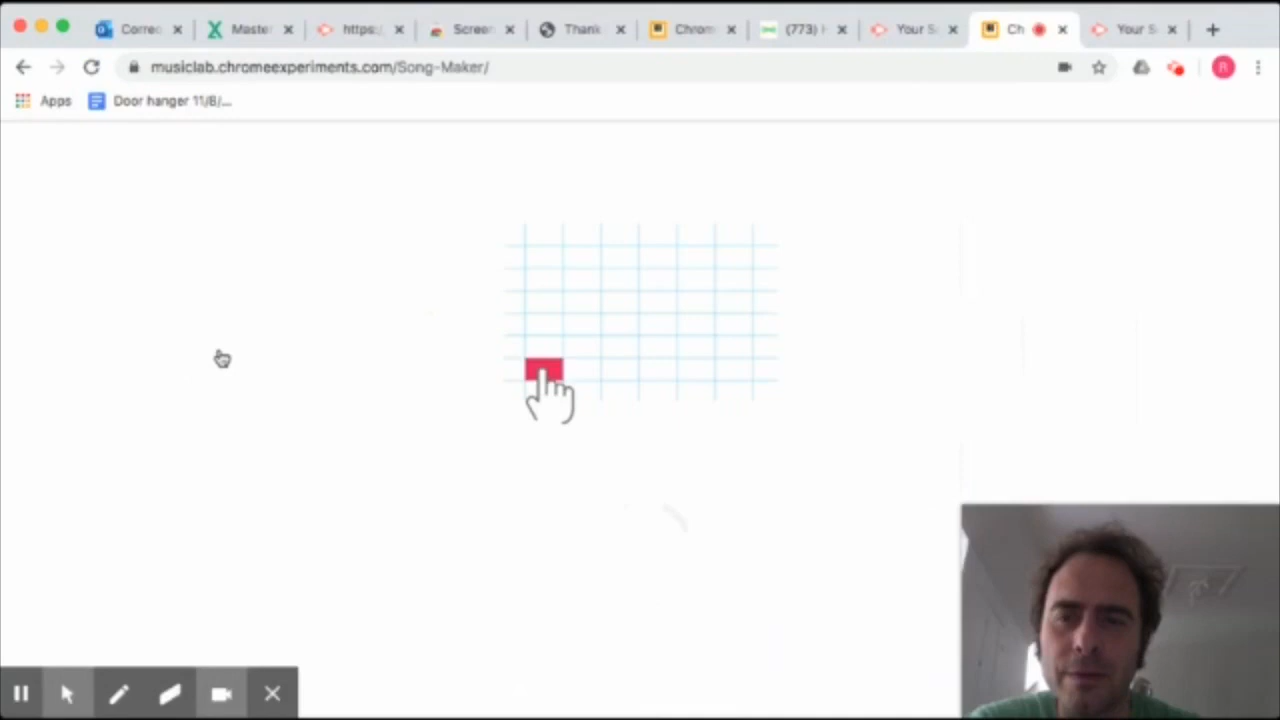 Correo Master https: Screen Thank Chrom (773) Your S Ch Your S
musiclab.chromeexperiments.com/Song-Maker/ R
Apps Door hanger 11/8/...